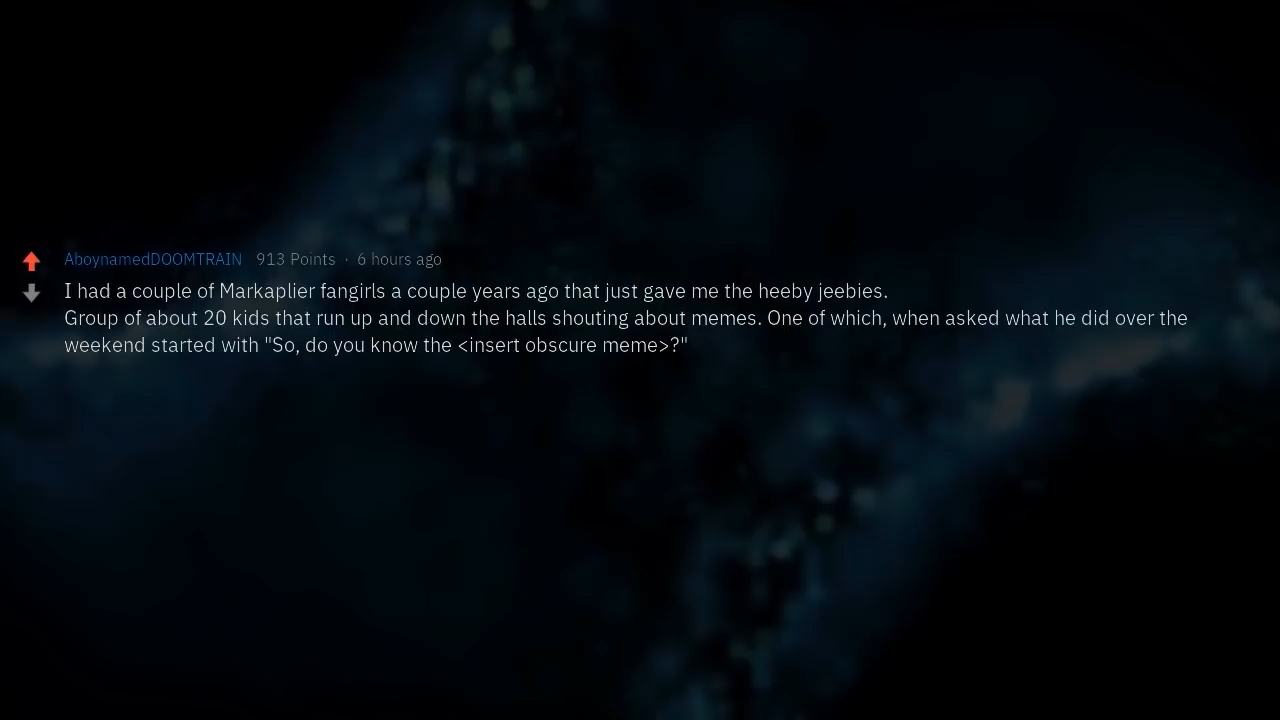 AboynamedDOOMTRAIN 913 Points · 6 hours ago
I had a couple of Markaplier fangirls a couple years ago that just gave me the heeby jeebies.
Group of about 20 kids that run up and down the halls shouting about memes. One of which, when asked what he did over the
weekend started with "So, do you know the <insert obscure meme>?"